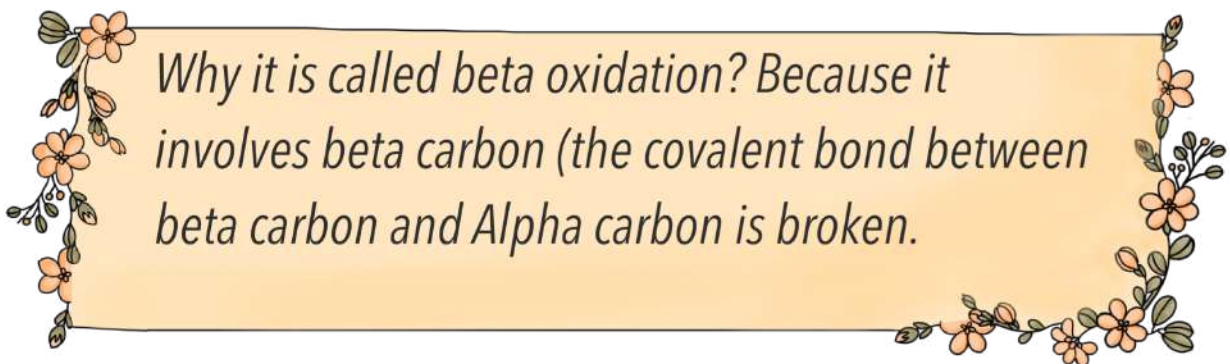 Why it is called beta oxidation? Because it
involves beta carbon (the covalent bond between
beta carbon and Alpha carbon is broken.